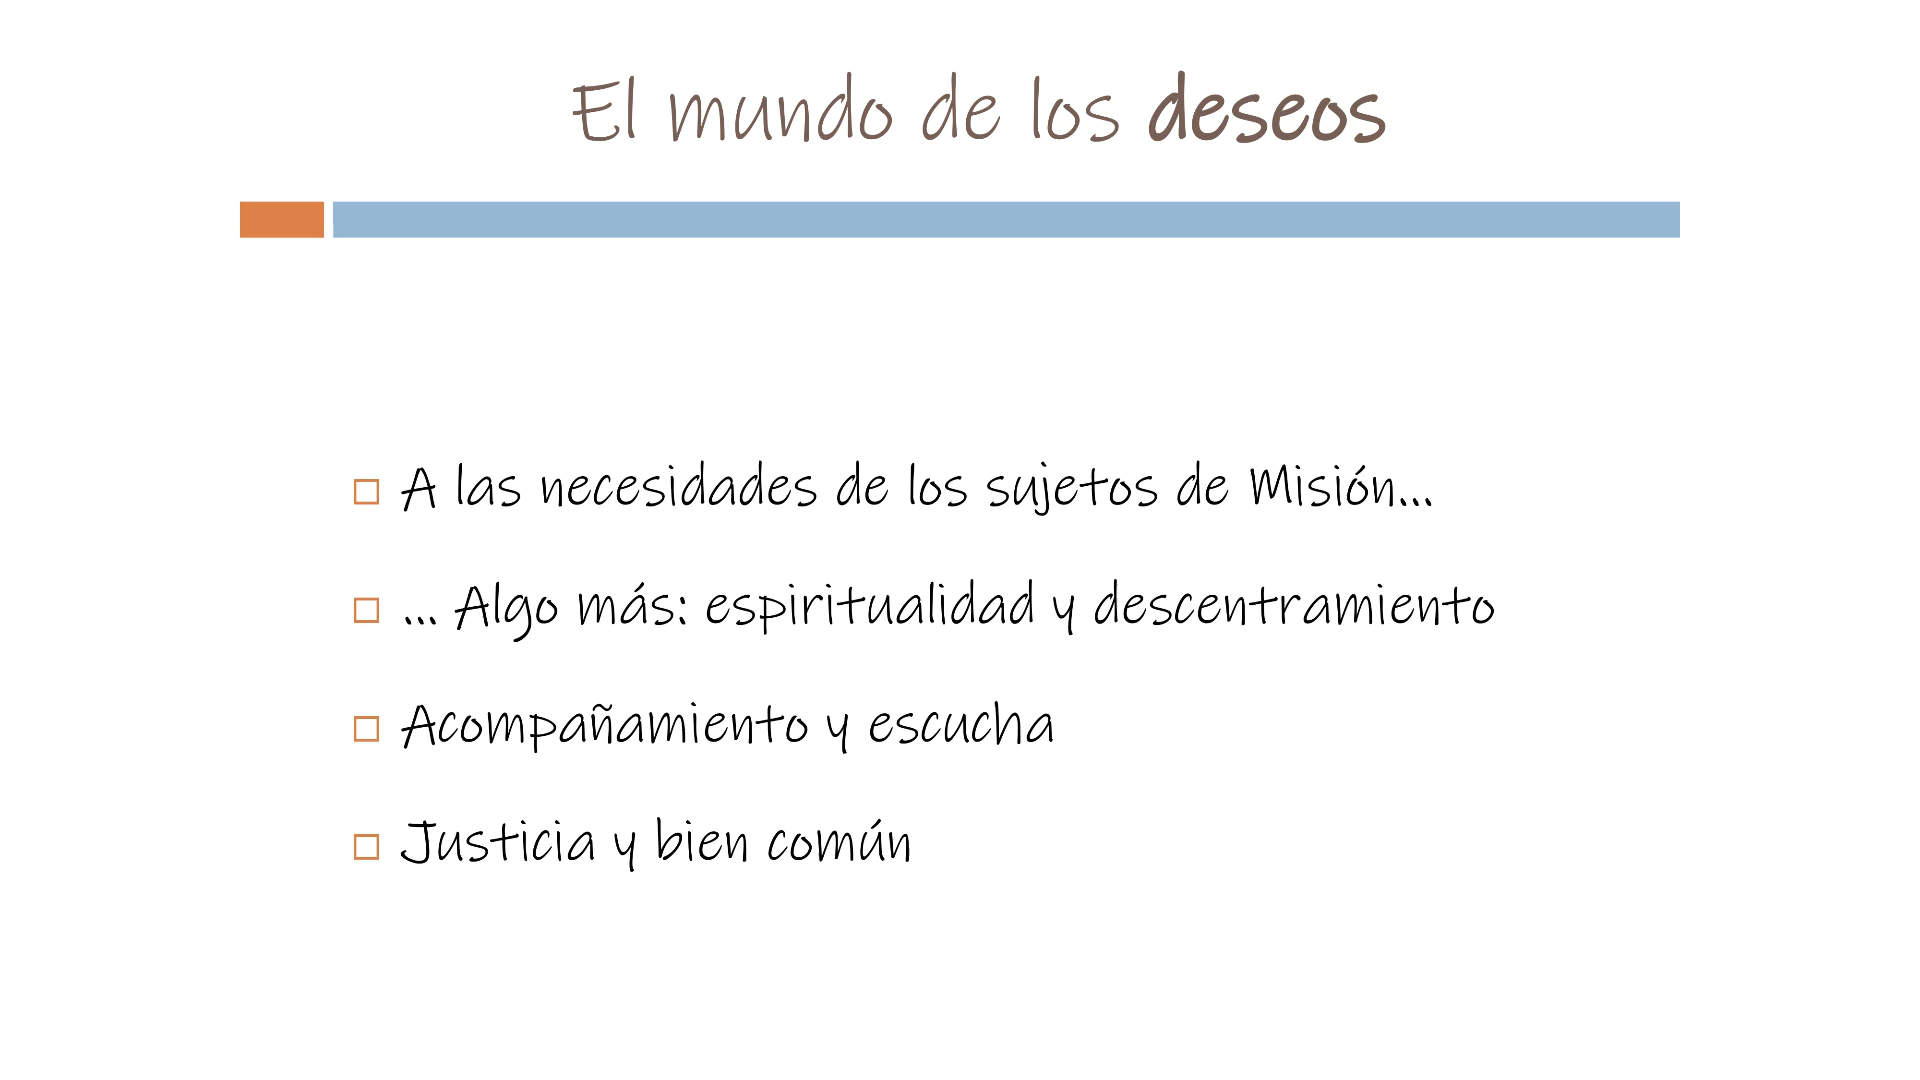 El mundo de los deseos
A las necesidades de los sujetos de Misión...
... Algo más: espiritualidad y descentramiento
Acompañamiento y escucha
Justicia y bien común